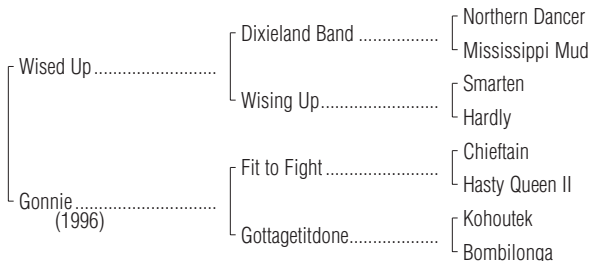 Northern Dancer
Dixieland Band
Mississippi Mud
Wised Up
Smarten
Wising Up
Hardly
Chieftain
Fit to Fight
Hasty Queen II
Gonnie
(1996)
Kohoutek
Gottagetitdone
Bombilonga